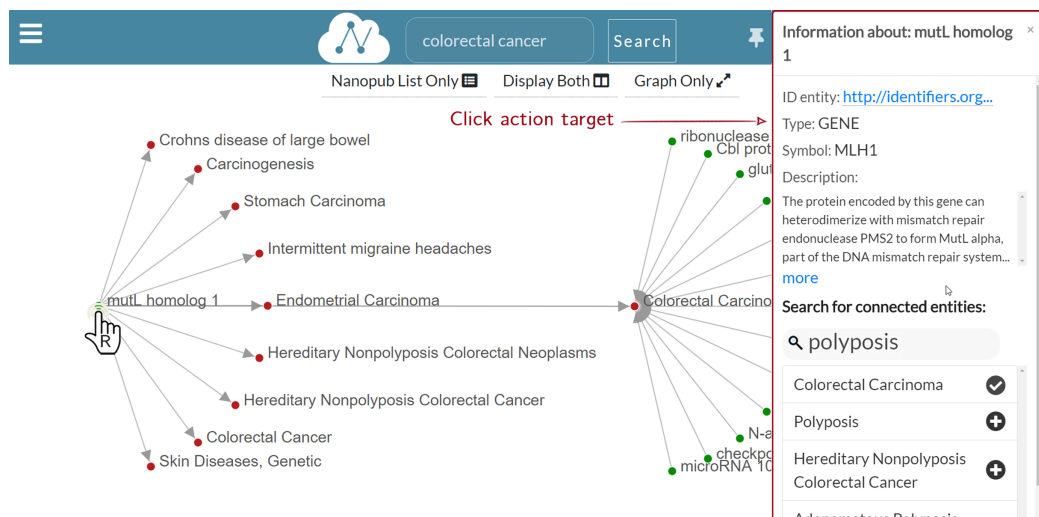 colorectal cancer
Search
Nanopub List Only
Display Both
Graph Only
Click action target
Crohns disease of large bowel
Carcinogenesis
Stomach Carcinoma
Intermittent migraine headaches
mutL homolog 1
Endometrial Carcinoma
Hereditary Nonpolyposis Colorectal Neoplasms
Hereditary Nonpolyposis Colorectal Cancer
Colorectal Cancer
Skin Diseases, Genetic
R
ribonuclease
Cbl prot
glut
Colorectal Carcino
N-a
checkpo
microRNA 10
Information about: mutL homolog
1
×
ID entity: http://identifiers.org...
Type: GENE
Symbol: MLH1
Description:
The protein encoded by this gene can
heterodimerize with mismatch repair
endonuclease PMS2 to form MutL alpha,
part of the DNA mismatch repair system...
more
Search for connected entities:
polyposis
Colorectal Carcinoma
Polyposis
Hereditary Nonpolyposis
Colorectal Cancer
Adenomatous Polyposis